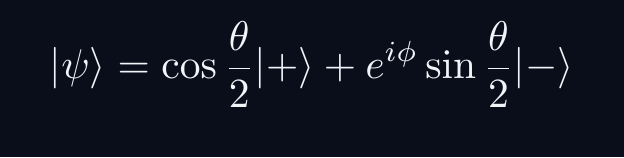 |ψ⟩ = cos θ/2 |+⟩ + e^{iϕ} sin θ/2 |−⟩